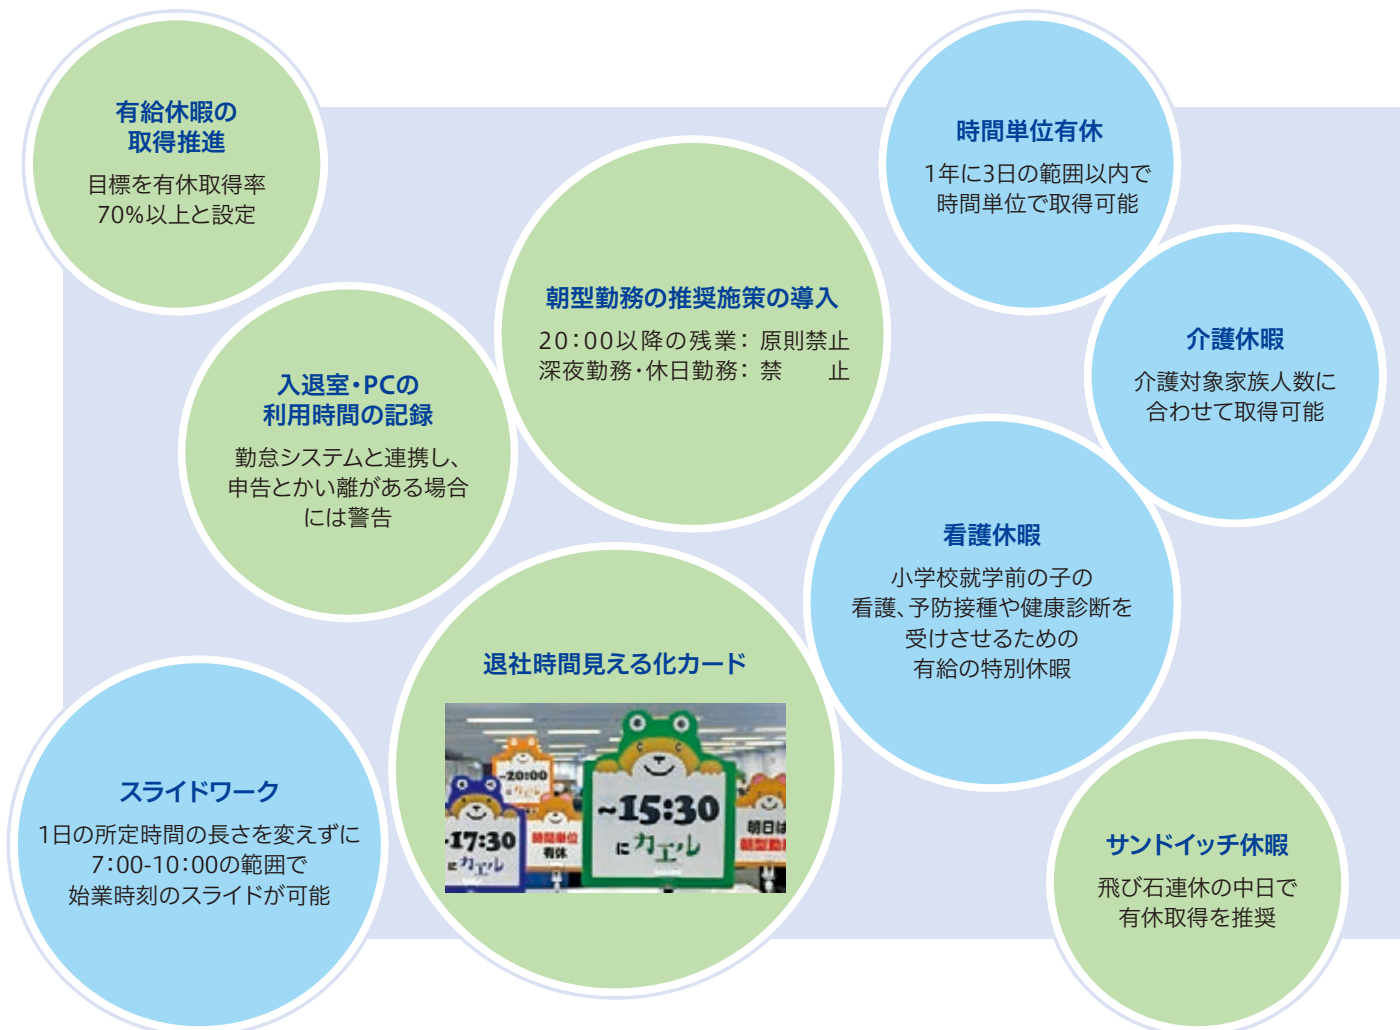 有給休暇の
取得推進
目標を有休取得率
70%以上と設定
時間単位有休
1年に3日の範囲以内で
時間単位で取得可能
朝型勤務の推奨施策の導入
20：00以降の残業： 原則禁止
深夜勤務・休日勤務： 禁　　止
介護休暇
介護対象家族人数に
合わせて取得可能
入退室・PCの
利用時間の記録
勤怠システムと連携し、
申告とかい離がある場合
には警告
看護休暇
小学校就学前の子の
看護、予防接種や健康診断を
受けさせるための
有給の特別休暇
退社時間見える化カード
~20:00
~17:30
にカエル
時間単位
有休
~15:30
にカエル
明日は
朝型勤務
スライドワーク
1日の所定時間の長さを変えずに
7：00-10：00の範囲で
始業時刻のスライドが可能
サンドイッチ休暇
飛び石連休の中日で
有休取得を推奨